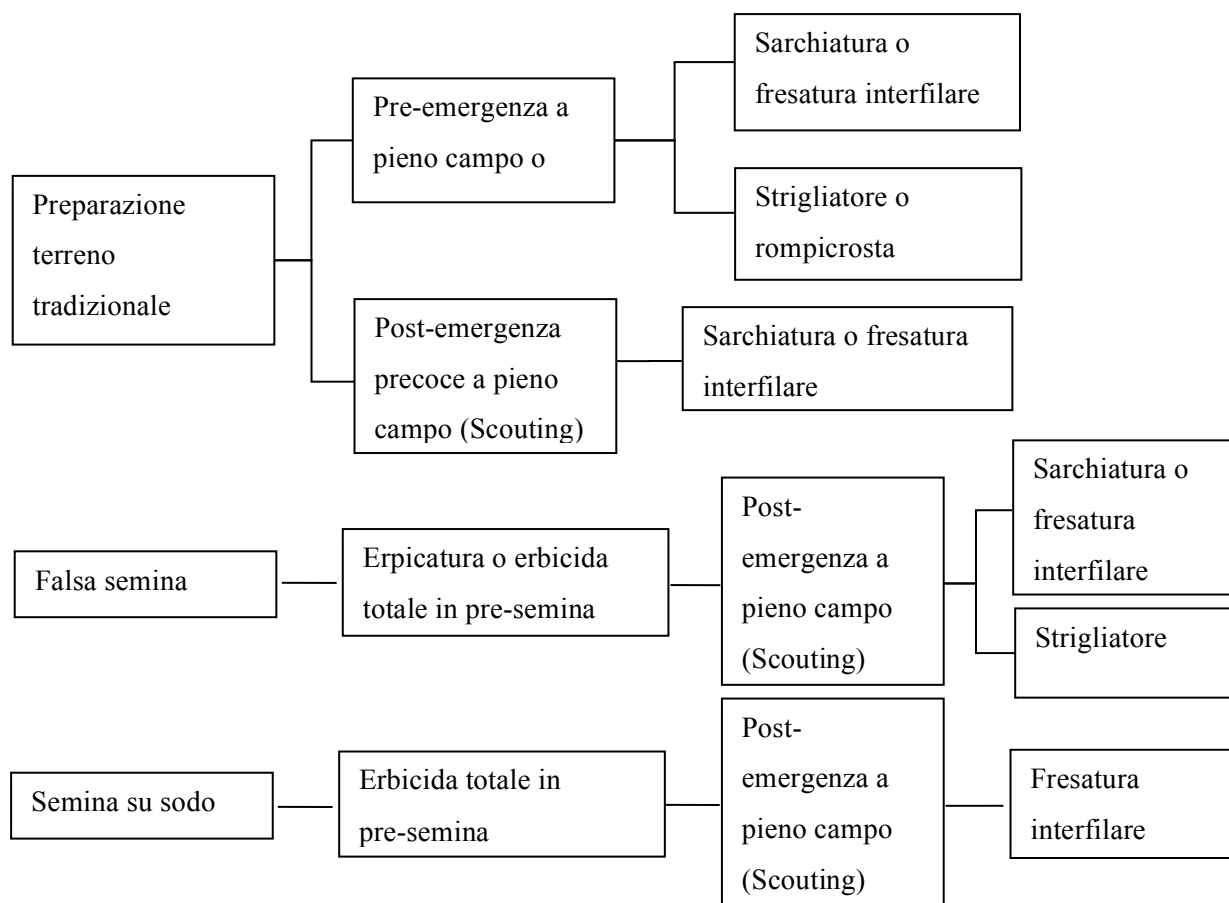 Sarchiatura o
fresatura interfilare
Pre-emergenza a
pieno campo o
Strigliatore o
rompicrosta
Preparazione
terreno
tradizionale
Post-emergenza
precoce a pieno
campo (Scouting)
Sarchiatura o fresatura
interfilare
Falsa semina
Erpicatura o erbicida
totale in pre-semina
Post-
emergenza a
pieno campo
(Scouting)
Sarchiatura o
fresatura
interfilare
Strigliatore
Semina su sodo
Erbicida totale in
pre-semina
Post-
emergenza a
pieno campo
(Scouting)
Fresatura
interfilare